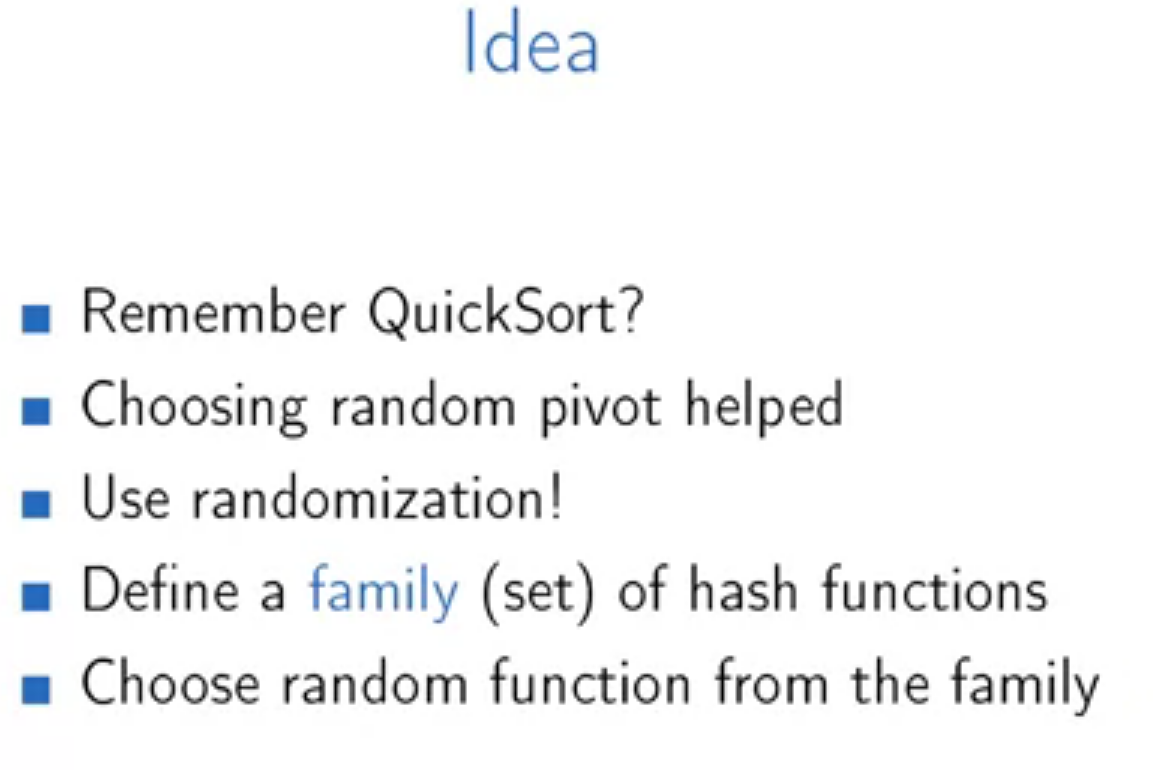 Idea
Remember QuickSort?
Choosing random pivot helped
Use randomization!
Define a family (set) of hash functions
Choose random function from the family